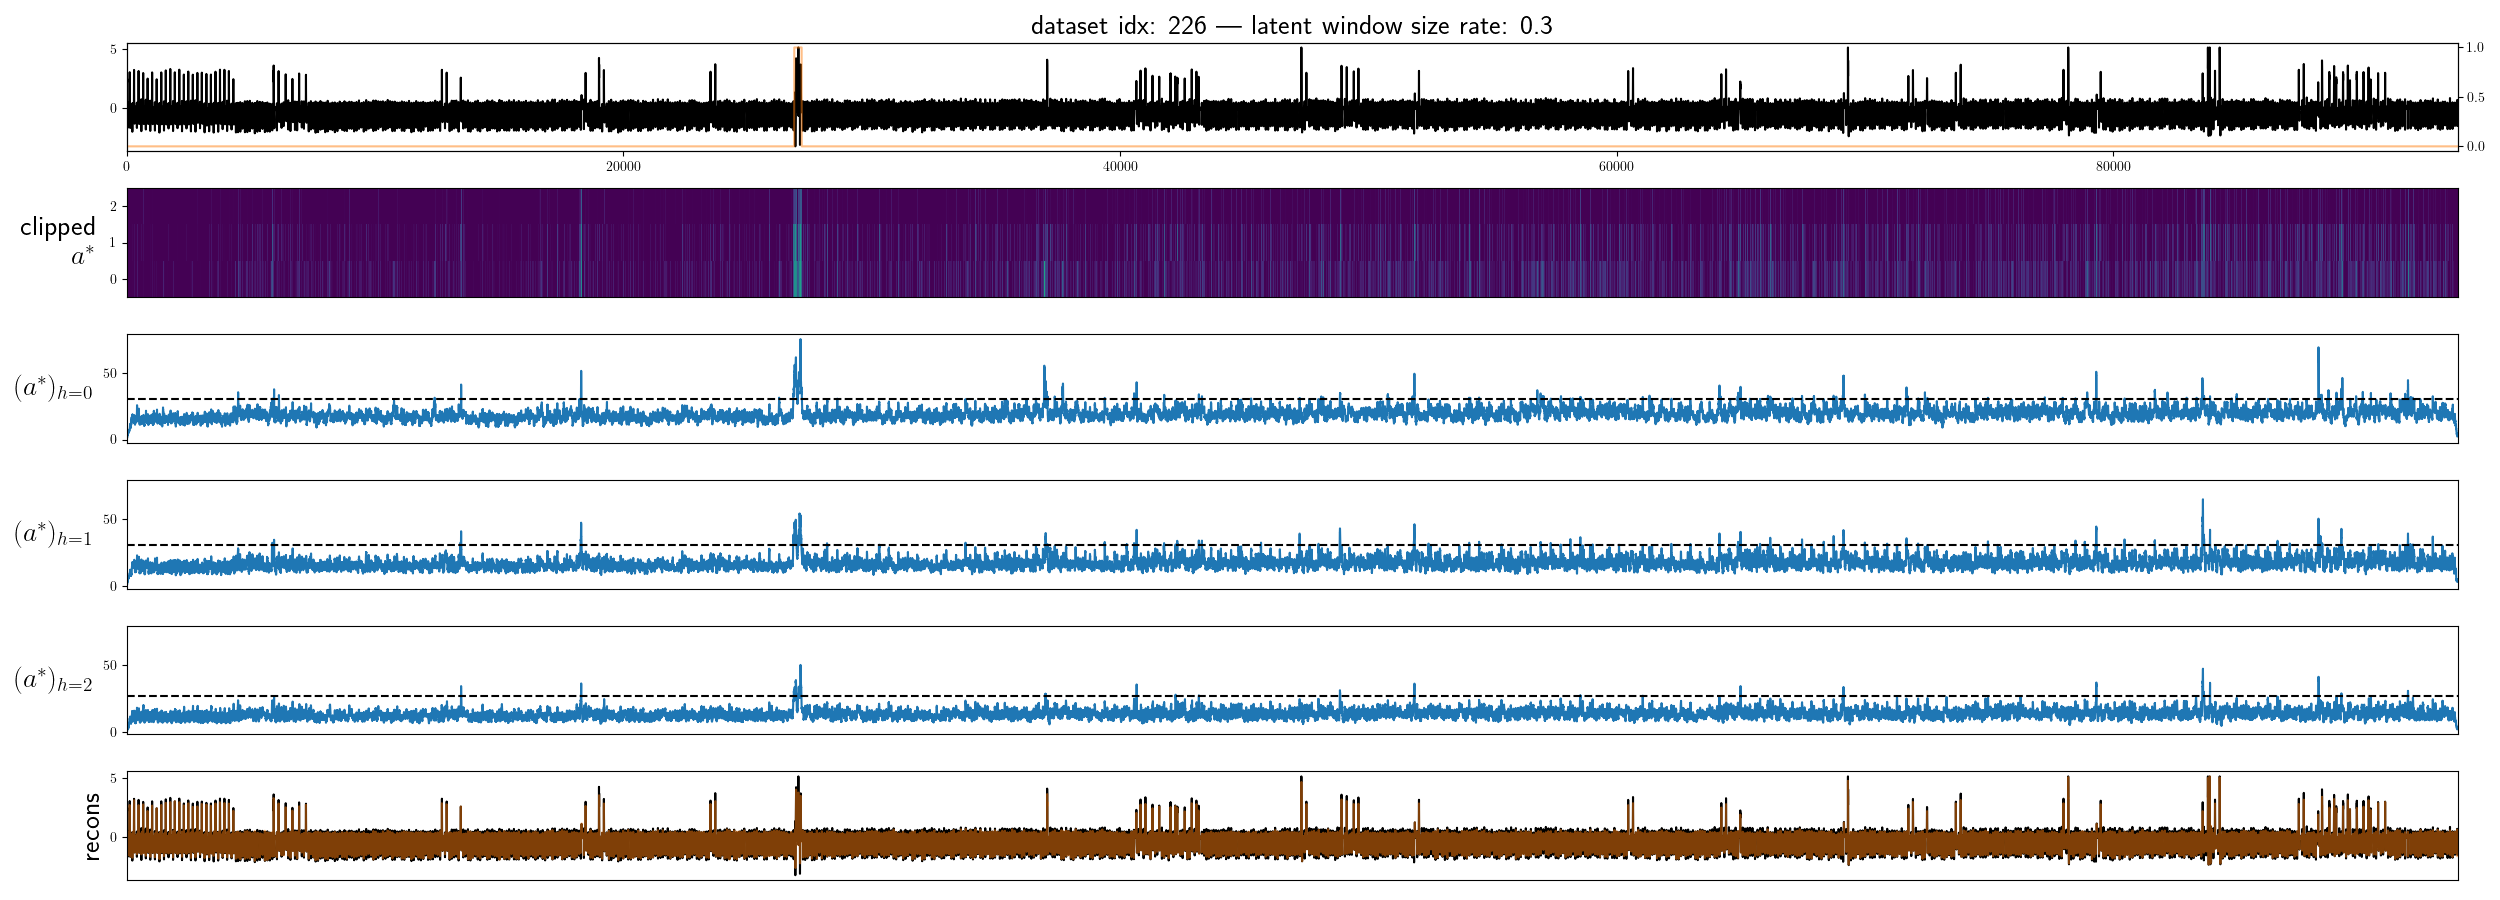 dataset idx: 226 — latent window size rate: 0.3
5
0
1.0
0.5
0.0
0 20000 40000 60000 80000
clipped
a*
2
1
0
(a*)h=0
50
0
(a*)h=1
50
0
(a*)h=2
50
0
recons
5
0